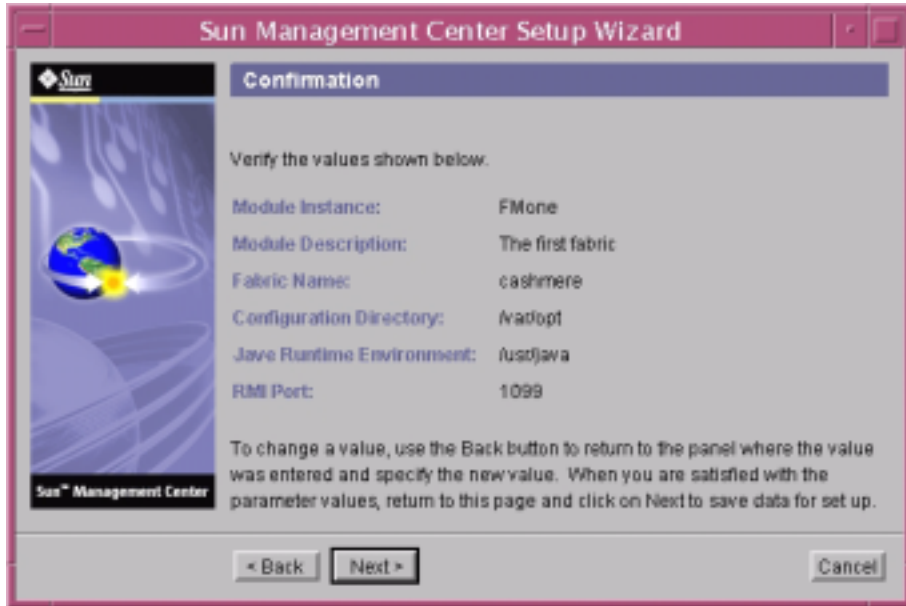 Sun Management Center Setup Wizard
Sun
Confirmation
Verify the values shown below.
Module Instance: FMone
Module Description: The first fabric
Fabric Name: cashmere
Configuration Directory: /var/opt
Jave Runtime Environment: /usr/java
RMI Port: 1099
To change a value, use the Back button to return to the panel where the value
was entered and specify the new value. When you are satisfied with the
parameter values, return to this page and click on Next to save data for set up.
Sun™ Management Center
< Back Next > Cancel